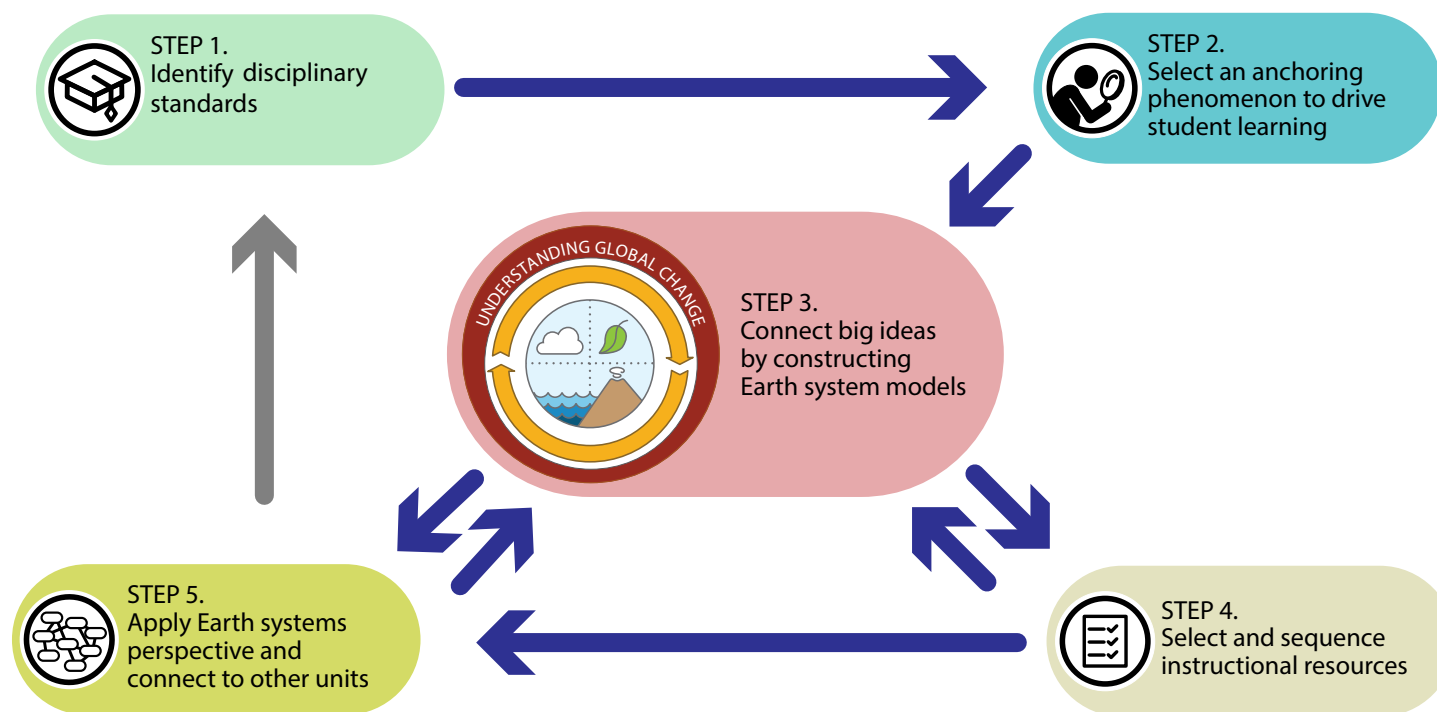 STEP 1.
Identify disciplinary
standards
STEP 2.
Select an anchoring
phenomenon to drive
student learning
UNDERSTANDING GLOBAL CHANGE
STEP 3.
Connect big ideas
by constructing
Earth system models
STEP 4.
Select and sequence
instructional resources
STEP 5.
Apply Earth systems
perspective and
connect to other units